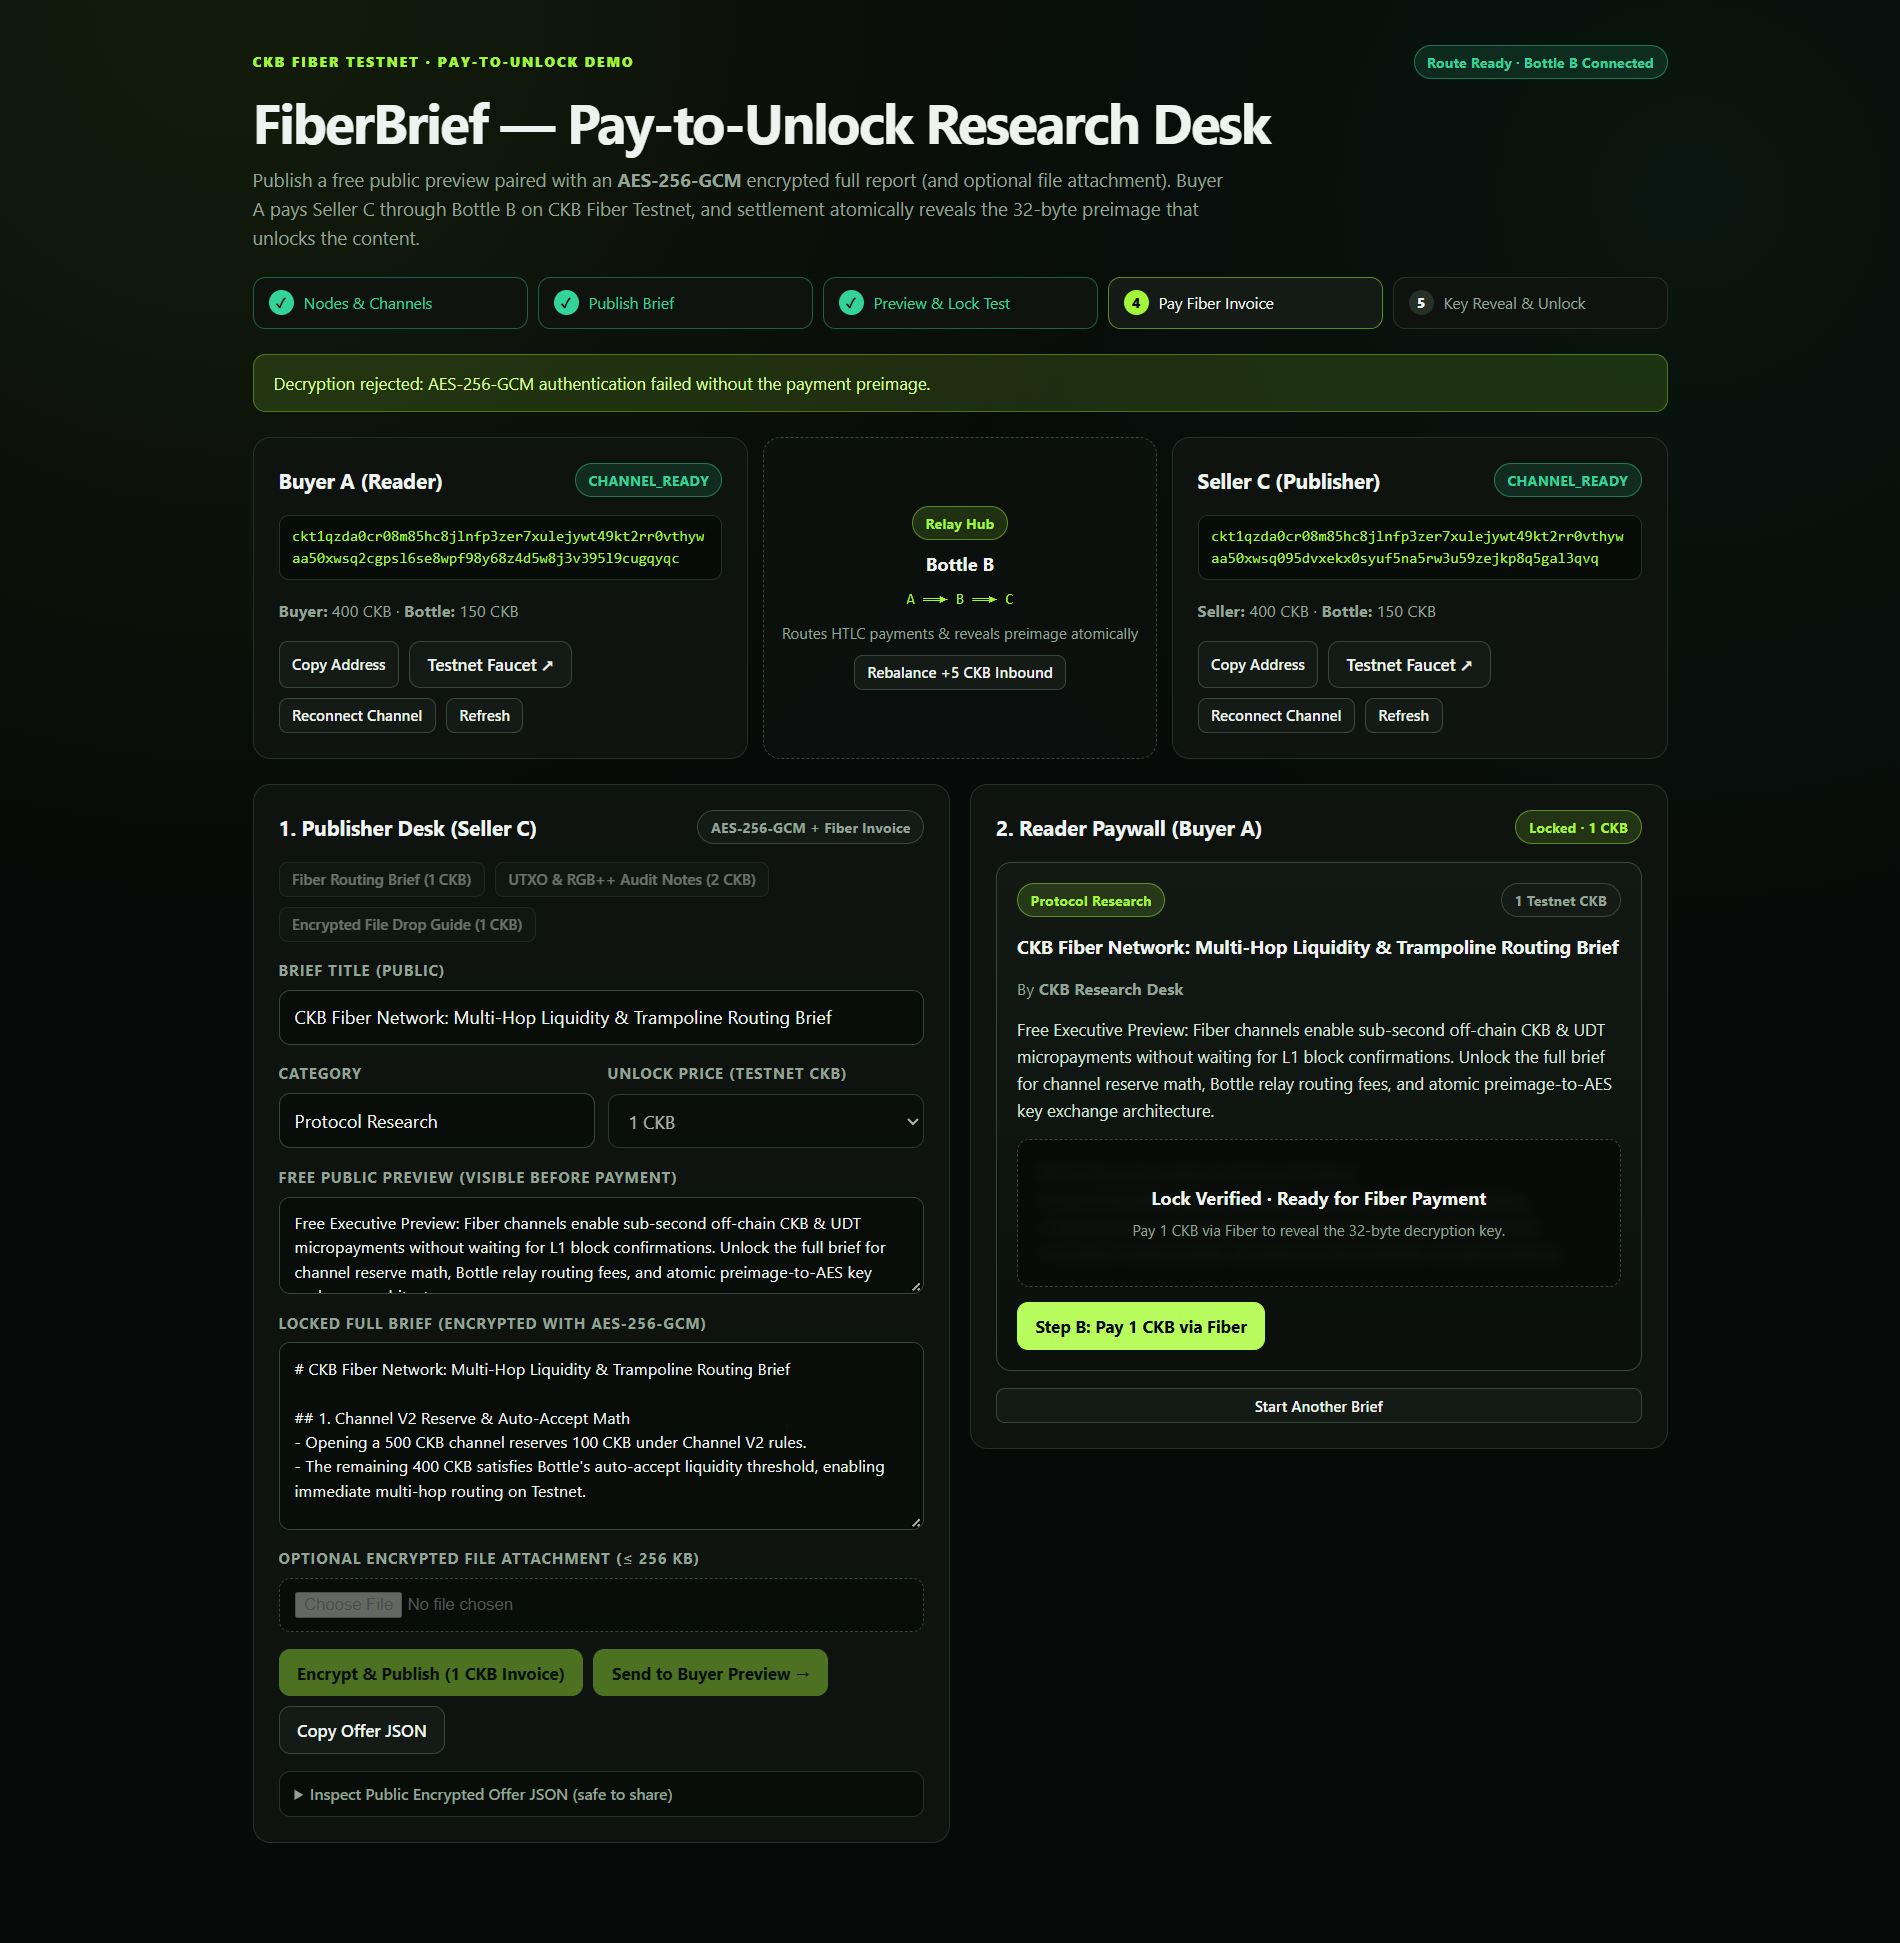 CKB FIBER TESTNET · PAY-TO-UNLOCK DEMO
Route Ready · Bottle B Connected
FiberBrief — Pay-to-Unlock Research Desk
Publish a free public preview paired with an AES-256-GCM encrypted full report (and optional file attachment). Buyer
A pays Seller C through Bottle B on CKB Fiber Testnet, and settlement atomically reveals the 32-byte preimage that
unlocks the content.
✓ Nodes & Channels
✓ Publish Brief
✓ Preview & Lock Test
4 Pay Fiber Invoice
5 Key Reveal & Unlock
Decryption rejected: AES-256-GCM authentication failed without the payment preimage.
Buyer A (Reader)
CHANNEL_READY
ckt1qzda0cr08m85hc8jlnfp3zer7xulejywt49kt2rr0vthyw
aa50xwsq2cgpsl6se8wpf98y68z4d5w8j3v395l9cugqyqc
Buyer: 400 CKB · Bottle: 150 CKB
Copy Address
Testnet Faucet ↗
Reconnect Channel
Refresh
Relay Hub
Bottle B
A ⟹ B ⟹ C
Routes HTLC payments & reveals preimage atomically
Rebalance +5 CKB Inbound
Seller C (Publisher)
CHANNEL_READY
ckt1qzda0cr08m85hc8jlnfp3zer7xulejywt49kt2rr0vthyw
aa50xwsq095dvxekx0syuf5na5rw3u59zejkp8q5gal3qvq
Seller: 400 CKB · Bottle: 150 CKB
Copy Address
Testnet Faucet ↗
Reconnect Channel
Refresh
1. Publisher Desk (Seller C)
AES-256-GCM + Fiber Invoice
Fiber Routing Brief (1 CKB)
UTXO & RGB++ Audit Notes (2 CKB)
Encrypted File Drop Guide (1 CKB)
BRIEF TITLE (PUBLIC)
CKB Fiber Network: Multi-Hop Liquidity & Trampoline Routing Brief
CATEGORY
UNLOCK PRICE (TESTNET CKB)
Protocol Research
1 CKB
FREE PUBLIC PREVIEW (VISIBLE BEFORE PAYMENT)
Free Executive Preview: Fiber channels enable sub-second off-chain CKB & UDT
micropayments without waiting for L1 block confirmations. Unlock the full brief for
channel reserve math, Bottle relay routing fees, and atomic preimage-to-AES key
LOCKED FULL BRIEF (ENCRYPTED WITH AES-256-GCM)
# CKB Fiber Network: Multi-Hop Liquidity & Trampoline Routing Brief
## 1. Channel V2 Reserve & Auto-Accept Math
- Opening a 500 CKB channel reserves 100 CKB under Channel V2 rules.
- The remaining 400 CKB satisfies Bottle's auto-accept liquidity threshold, enabling
immediate multi-hop routing on Testnet.
OPTIONAL ENCRYPTED FILE ATTACHMENT (≤ 256 KB)
Choose File No file chosen
Encrypt & Publish (1 CKB Invoice)
Send to Buyer Preview →
Copy Offer JSON
▶ Inspect Public Encrypted Offer JSON (safe to share)
2. Reader Paywall (Buyer A)
Locked · 1 CKB
Protocol Research
1 Testnet CKB
CKB Fiber Network: Multi-Hop Liquidity & Trampoline Routing Brief
By CKB Research Desk
Free Executive Preview: Fiber channels enable sub-second off-chain CKB & UDT
micropayments without waiting for L1 block confirmations. Unlock the full brief
for channel reserve math, Bottle relay routing fees, and atomic preimage-to-AES
key exchange architecture.
Lock Verified · Ready for Fiber Payment
Pay 1 CKB via Fiber to reveal the 32-byte decryption key.
Step B: Pay 1 CKB via Fiber
Start Another Brief